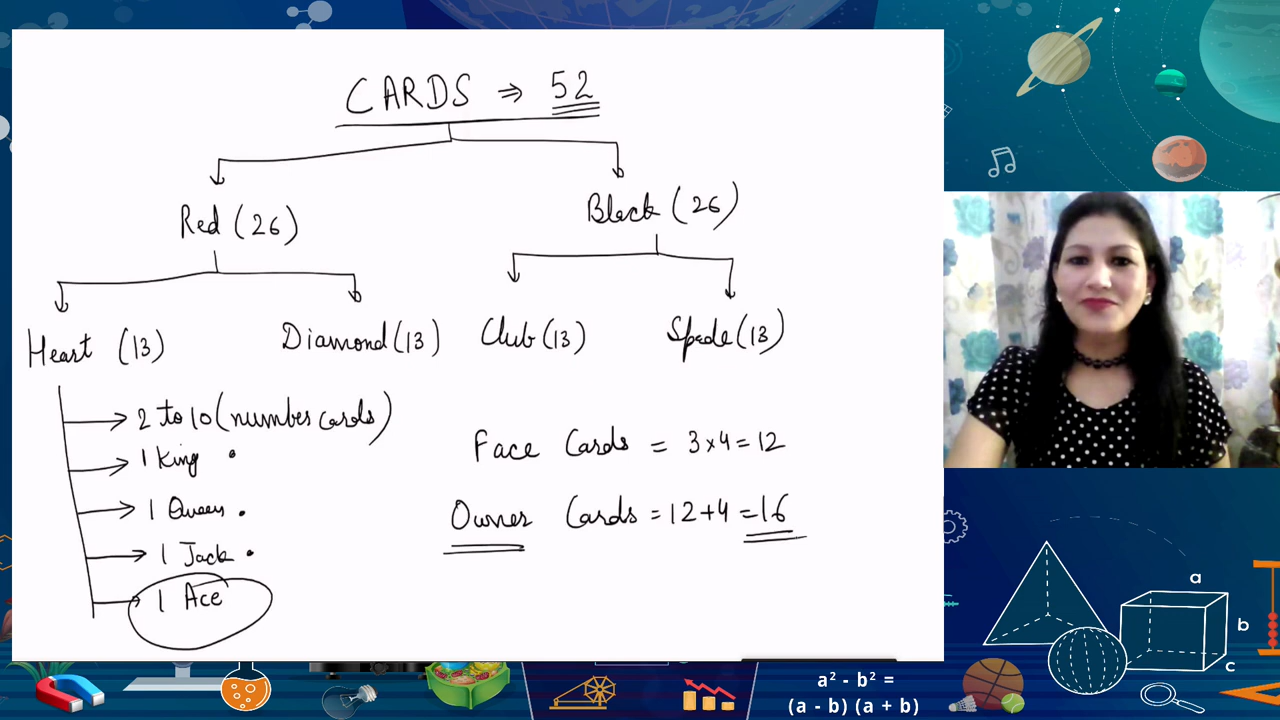 CARDS ⇒ 52
Red (26)
Black (26)
Heart (13)
Diamond (13)
Club (13)
Spade (13)
2 to 10 (number cards)
1 King
1 Queen
1 Jack
1 Ace
Face Cards = 3×4=12
Owner Cards = 12+4=16
a
b
c
a² - b² =
(a - b) (a + b)